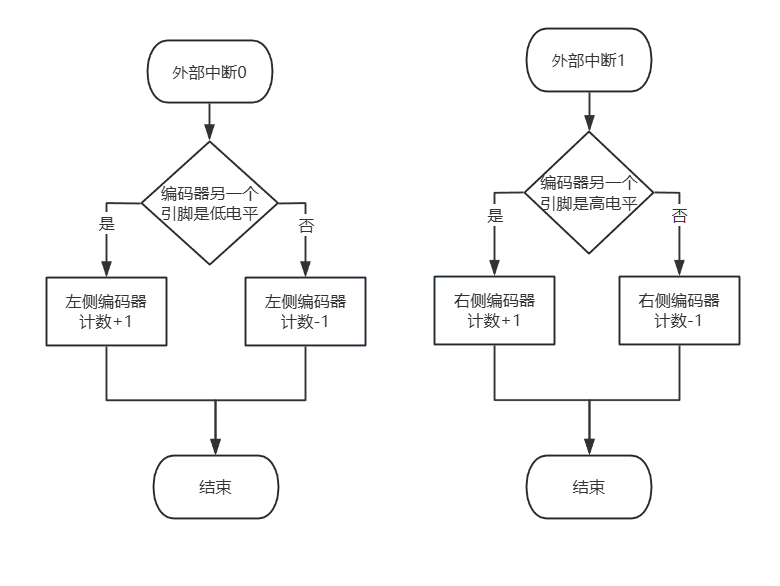 外部中断0
编码器另一个
引脚是低电平
是
否
左侧编码器
计数+1
左侧编码器
计数-1
结束
外部中断1
编码器另一个
引脚是高电平
是
否
右侧编码器
计数+1
右侧编码器
计数-1
结束